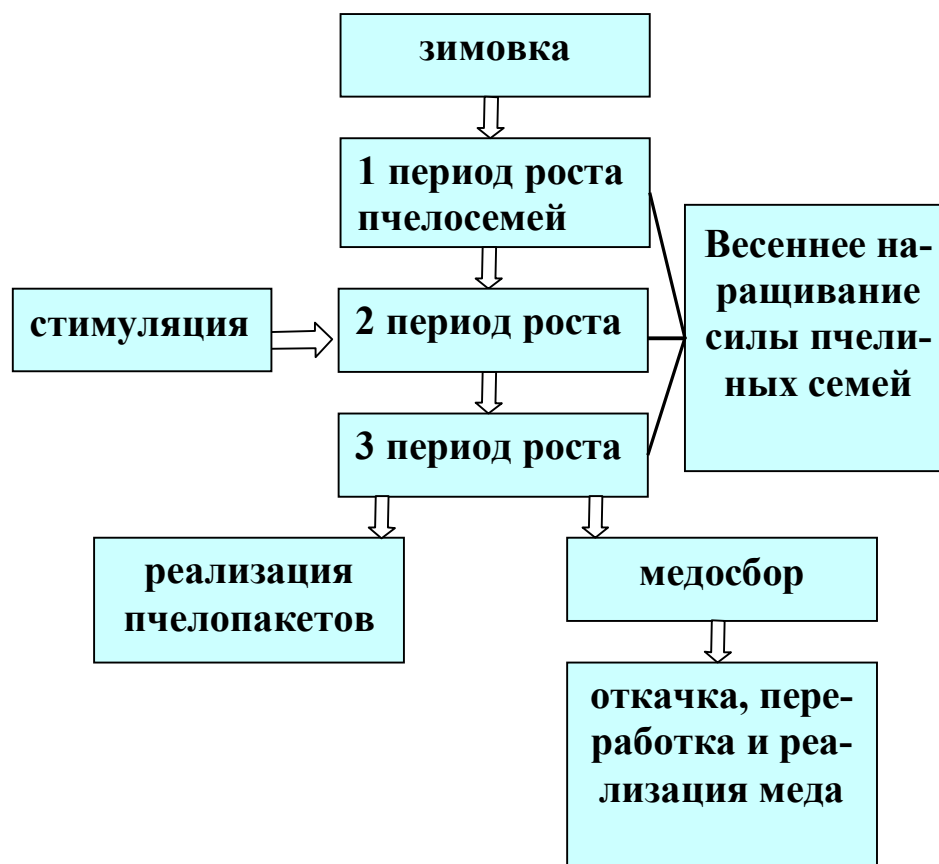 зимовка
1 период роста
пчелосемей
Весеннее на-
ращивание
силы пчели-
ных семей
стимуляция
2 период роста
3 период роста
реализация
пчелопакетов
медосбор
откачка, пере-
работка и реа-
лизация меда